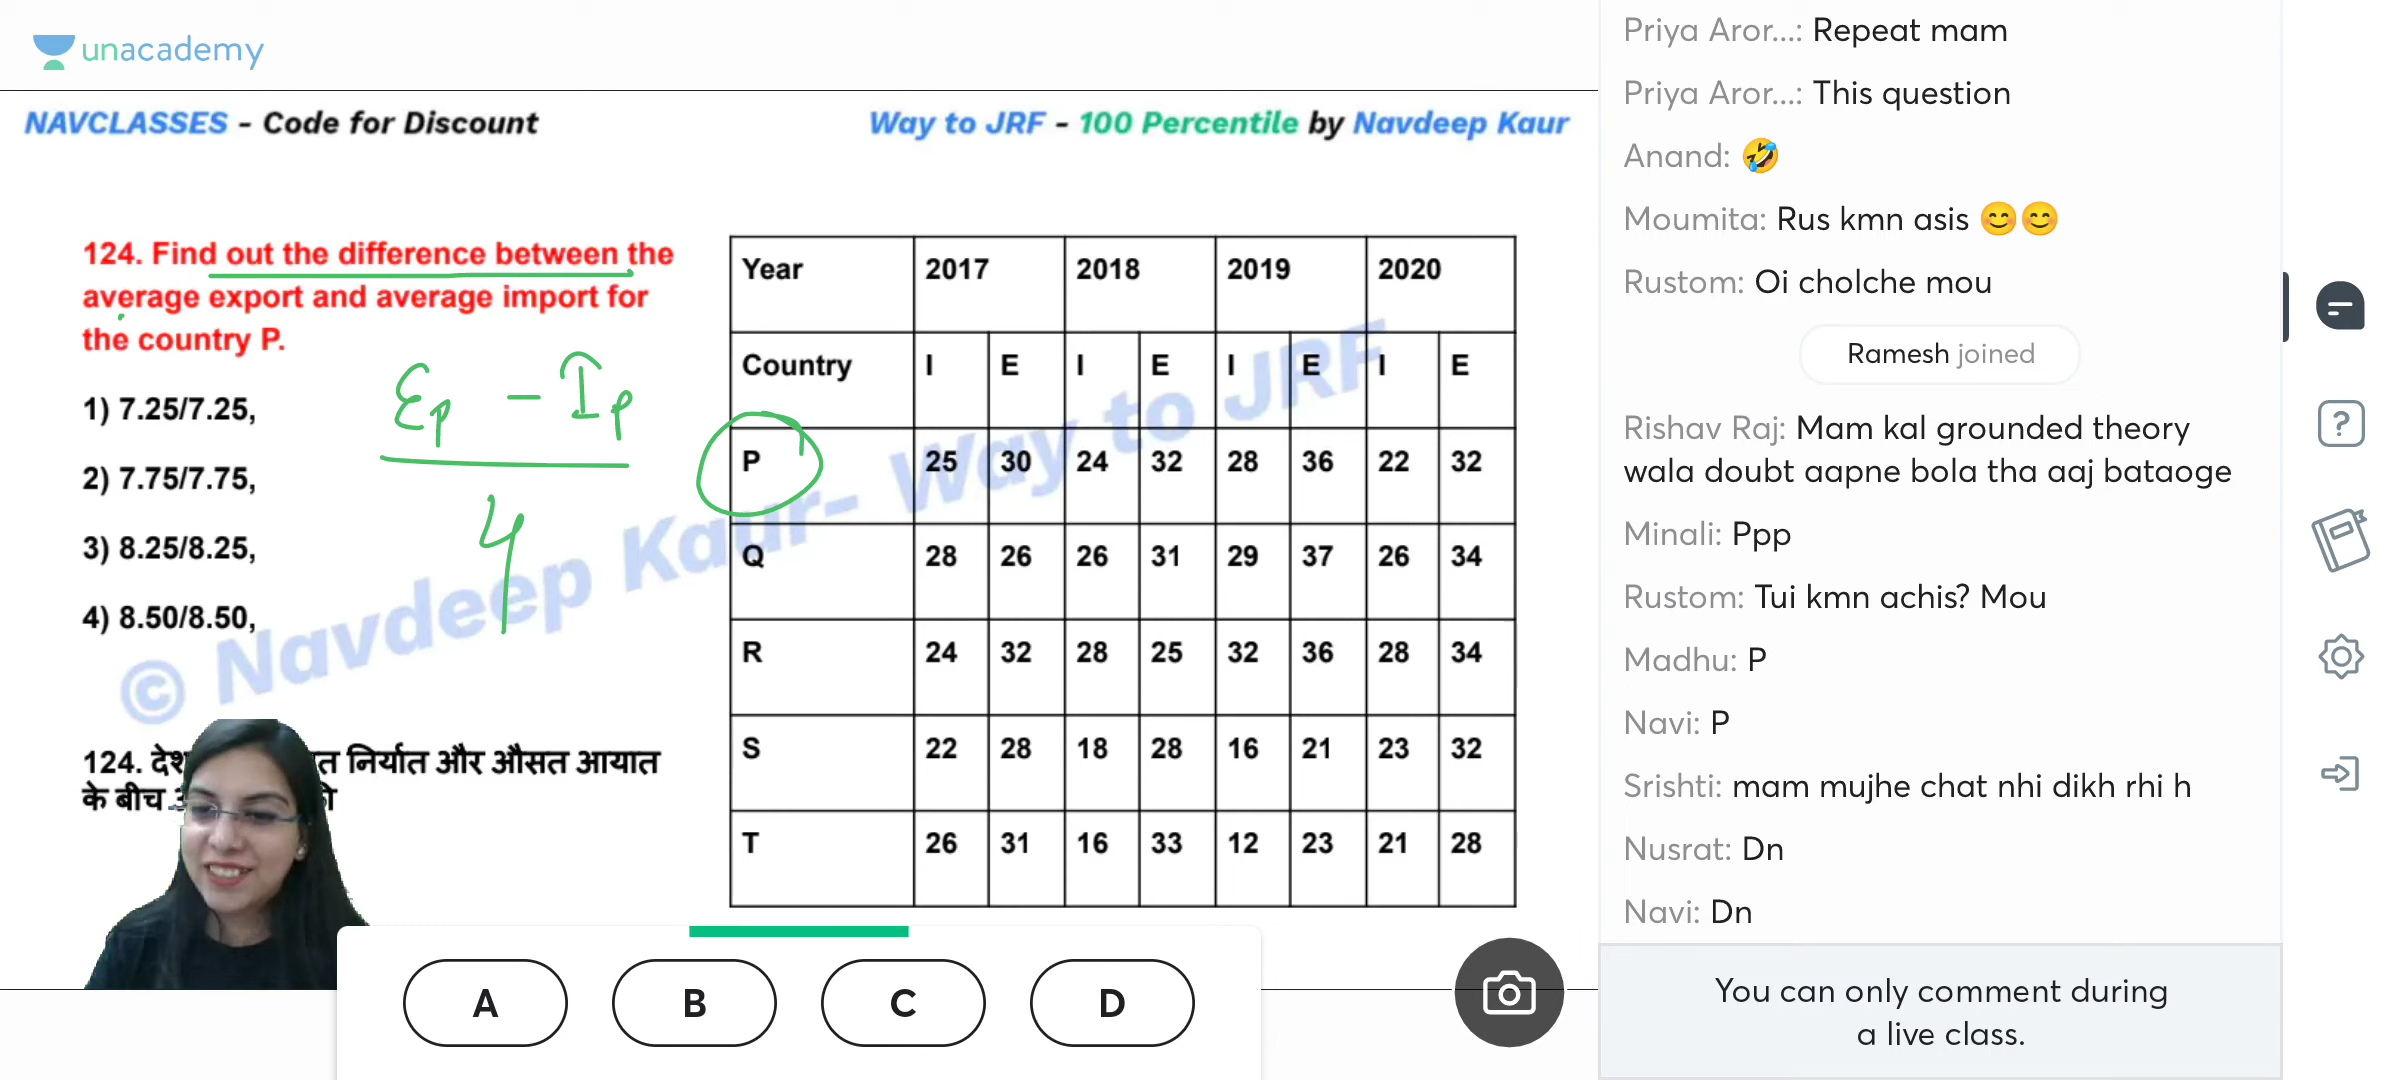 unacademy
NAVCLASSES - Code for Discount
Way to JRF - 100 Percentile by Navdeep Kaur
124. Find out the difference between the
average export and average import for
the country P.
1) 7.25/7.25,
2) 7.75/7.75,
3) 8.25/8.25,
4) 8.50/8.50,
Ep - Ip
4
124.
निर्यात और औसत आयात
के बीच
Year 2017 2018 2019 2020
Country I E I E I E I E
P 25 30 24 32 28 36 22 32
Q 28 26 26 31 29 37 26 34
R 24 32 28 25 32 36 28 34
S 22 28 18 28 16 21 23 32
T 26 31 16 33 12 23 21 28
© Navdeep Kaur- Way to JRF
A B C D
Priya Aror...: Repeat mam
Priya Aror...: This question
Anand: 🤣
Moumita: Rus kmn asis 😊😊
Rustom: Oi cholche mou
Ramesh joined
Rishav Raj: Mam kal grounded theory
wala doubt aapne bola tha aaj bataoge
Minali: Ppp
Rustom: Tui kmn achis? Mou
Madhu: P
Navi: P
Srishti: mam mujhe chat nhi dikh rhi h
Nusrat: Dn
Navi: Dn
You can only comment during
a live class.
?